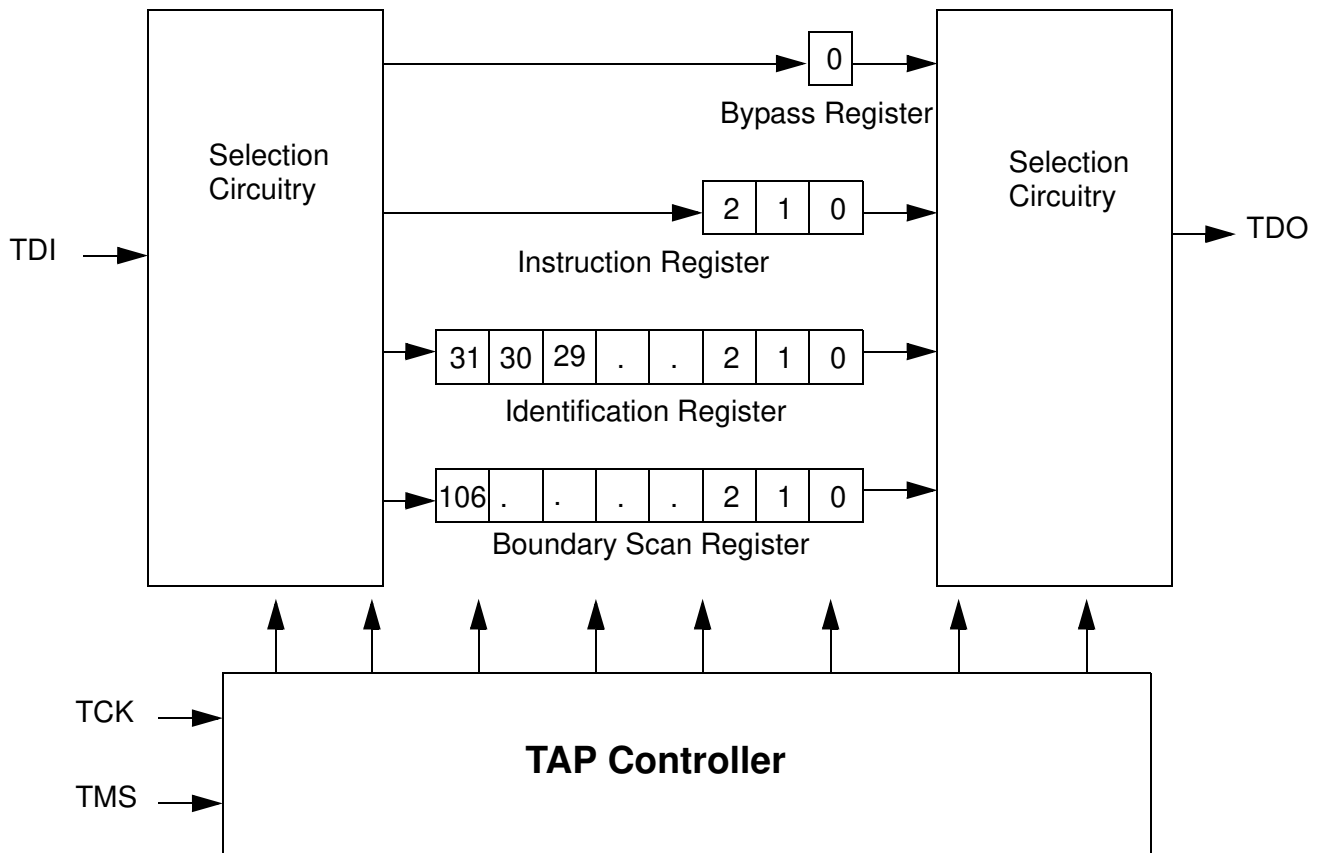 0
Bypass Register
Selection
Circuitry
Selection
Circuitry
2 1 0
TDI
TDO
Instruction Register
31 30 29 . . 2 1 0
Identification Register
106 . . . . 2 1 0
Boundary Scan Register
TCK
TAP Controller
TMS